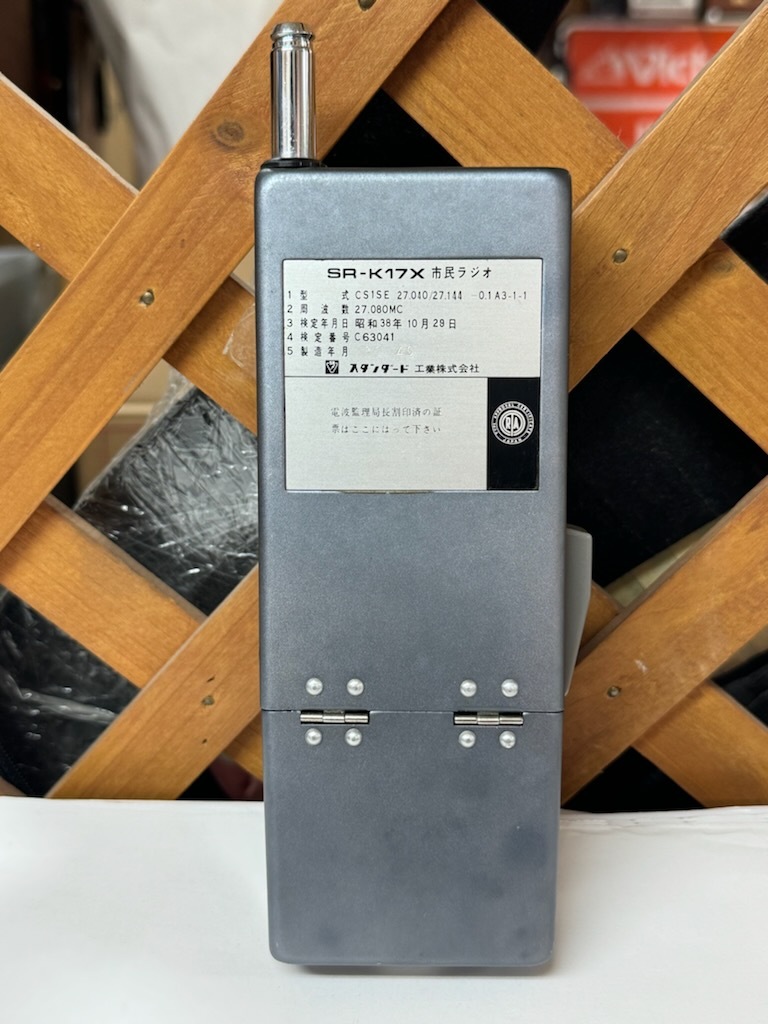 SR-K17X 市民ラジオ
1 型 式 CS1SE 27.040/27.144 -0.1A3-1-1
2 周 波 数 27.080MC
3 検定年月日 昭和38年10月29日
4 検定番号 C63041
5 製造年月
スタンダード 工業株式会社
電波監理局長割印済の証
票はここにはって下さい
JAPAN